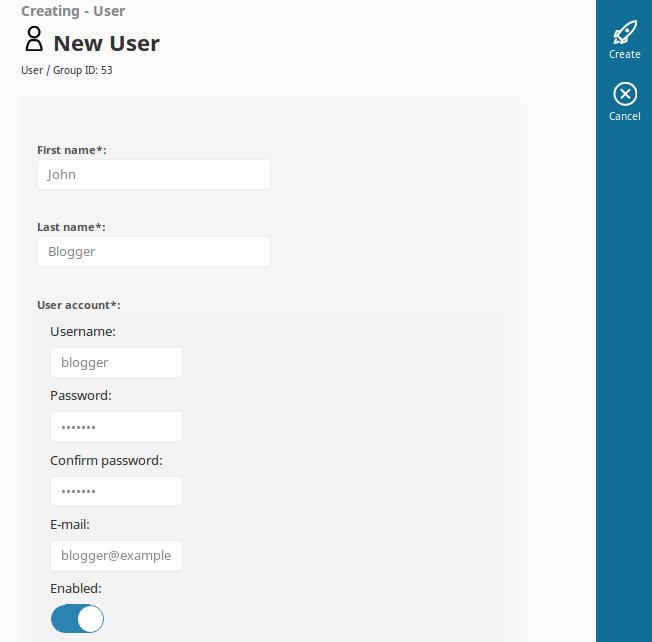 Creating - User
New User
User / Group ID: 53
First name*:
John
Last name*:
Blogger
User account*:
Username:
blogger
Password:
•••••••
Confirm password:
•••••••
E-mail:
blogger@example
Enabled:
Create
Cancel